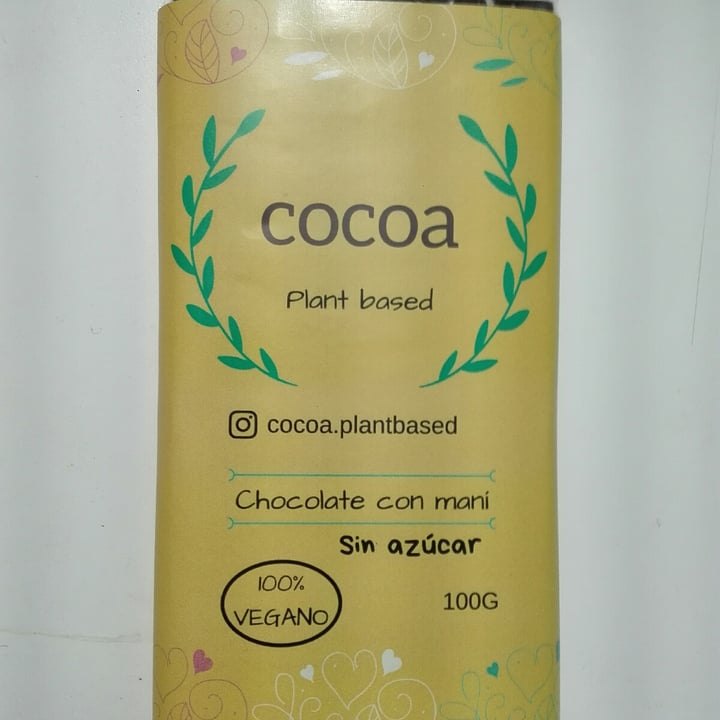 cocoa
Plant based
cocoa.plantbased
Chocolate con maní
Sin azúcar
100%
VEGANO
100G